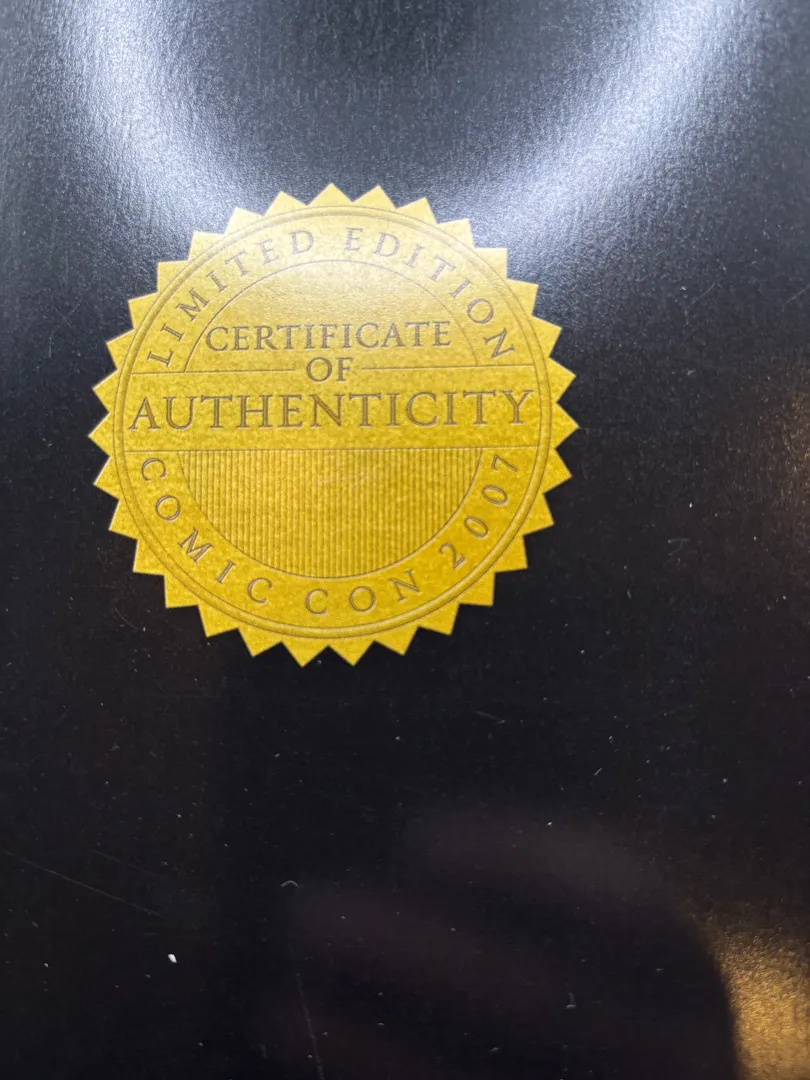 LIMITED EDITION
CERTIFICATE
OF
AUTHENTICITY
COMIC CON 2007